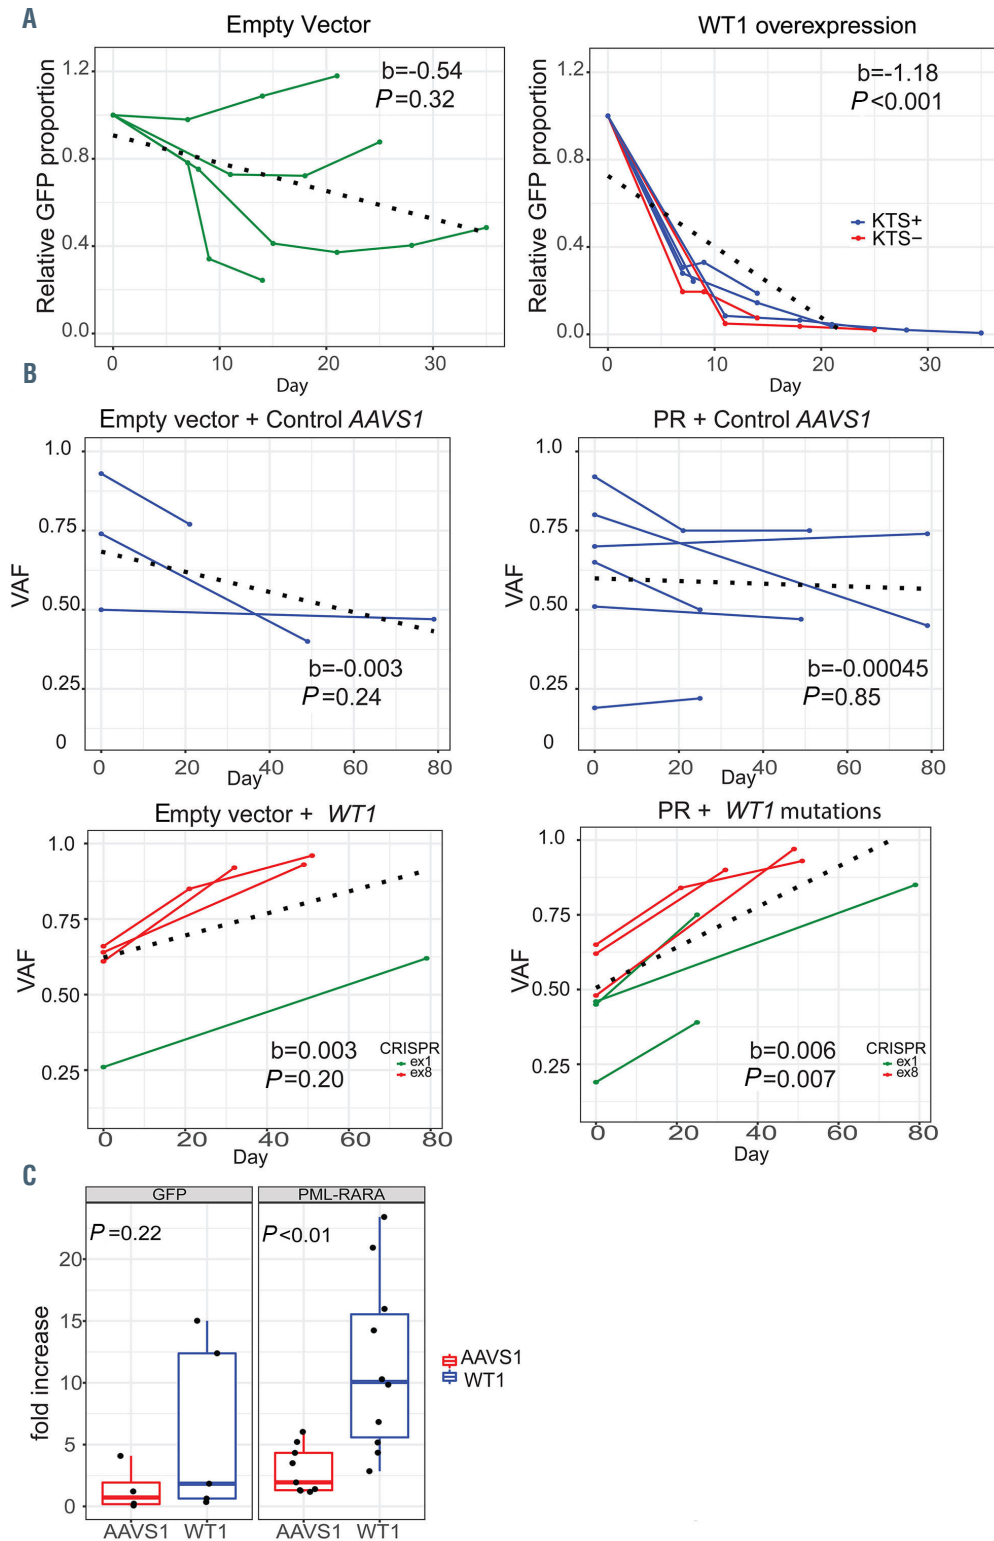 A
Empty Vector
WT1 overexpression
b=-0.54
P=0.32
b=-1.18
P<0.001
Relative GFP proportion
1.2
0.8
0.4
0.0
0 10 20 30
Day
Relative GFP proportion
1.2
0.8
0.4
0.0
KTS+
KTS−
0 10 20 30
Day
B
Empty vector + Control AAVS1
PR + Control AAVS1
VAF
1.0
0.75
0.50
0.25
0
b=-0.003
P=0.24
0 20 40 60 80
Day
VAF
1.0
0.75
0.50
0.25
0
b=-0.00045
P=0.85
0 20 40 60 80
Day
Empty vector + WT1
PR + WT1 mutations
VAF
1.0
0.75
0.50
0.25
b=0.003
P=0.20
CRISPR
ex1
ex8
0 20 40 60 80
Day
VAF
1.0
0.75
0.50
0.25
b=0.006
P=0.007
CRISPR
ex1
ex8
0 20 40 60 80
Day
C
GFP
PML-RARA
P=0.22
P<0.01
fold increase
20
15
10
5
0
AAVS1 WT1
AAVS1 WT1
AAVS1
WT1